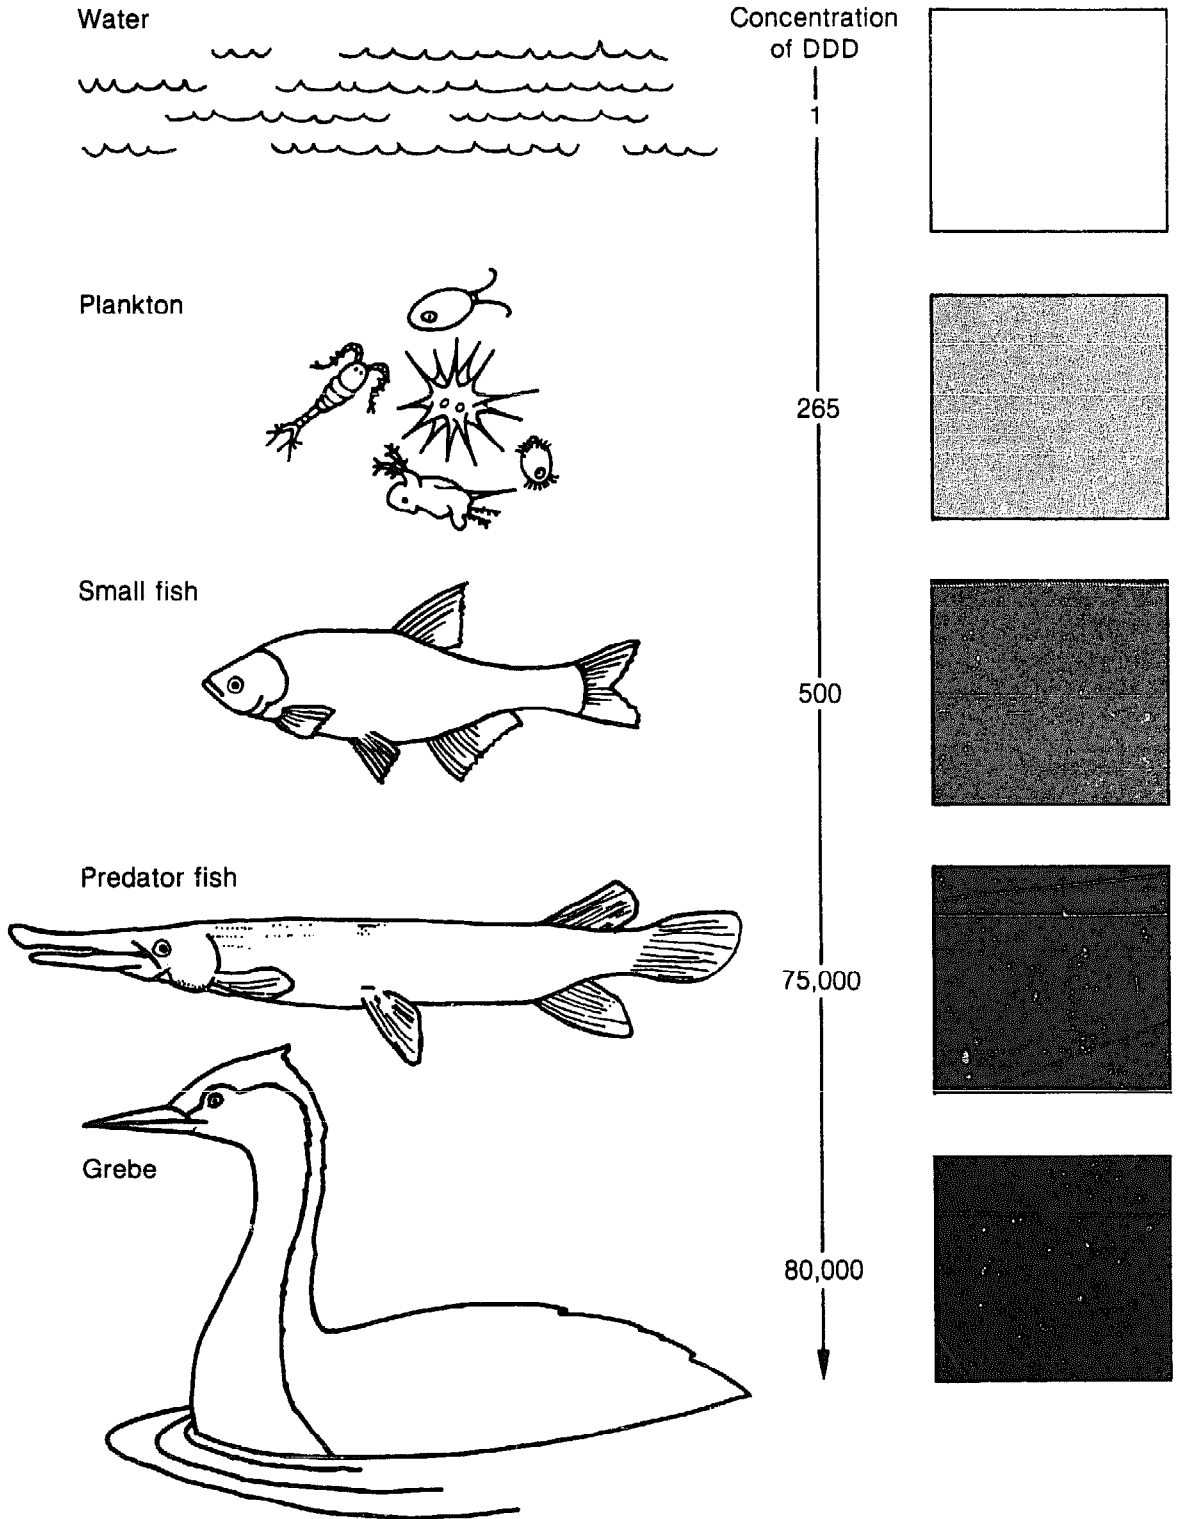 Water
Concentration
of DDD
1
Plankton
265
Small fish
500
Predator fish
75,000
Grebe
80,000